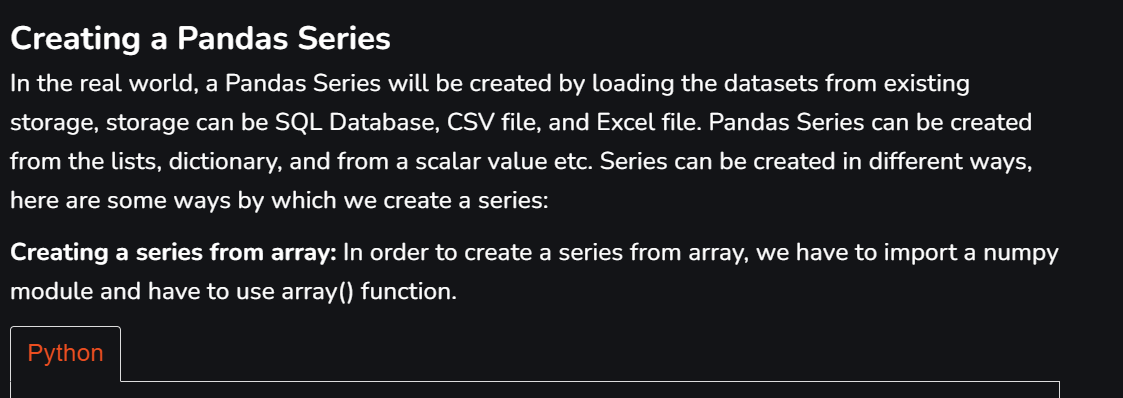 Creating a Pandas Series
In the real world, a Pandas Series will be created by loading the datasets from existing
storage, storage can be SQL Database, CSV file, and Excel file. Pandas Series can be created
from the lists, dictionary, and from a scalar value etc. Series can be created in different ways,
here are some ways by which we create a series:
Creating a series from array: In order to create a series from array, we have to import a numpy
module and have to use array() function.
Python